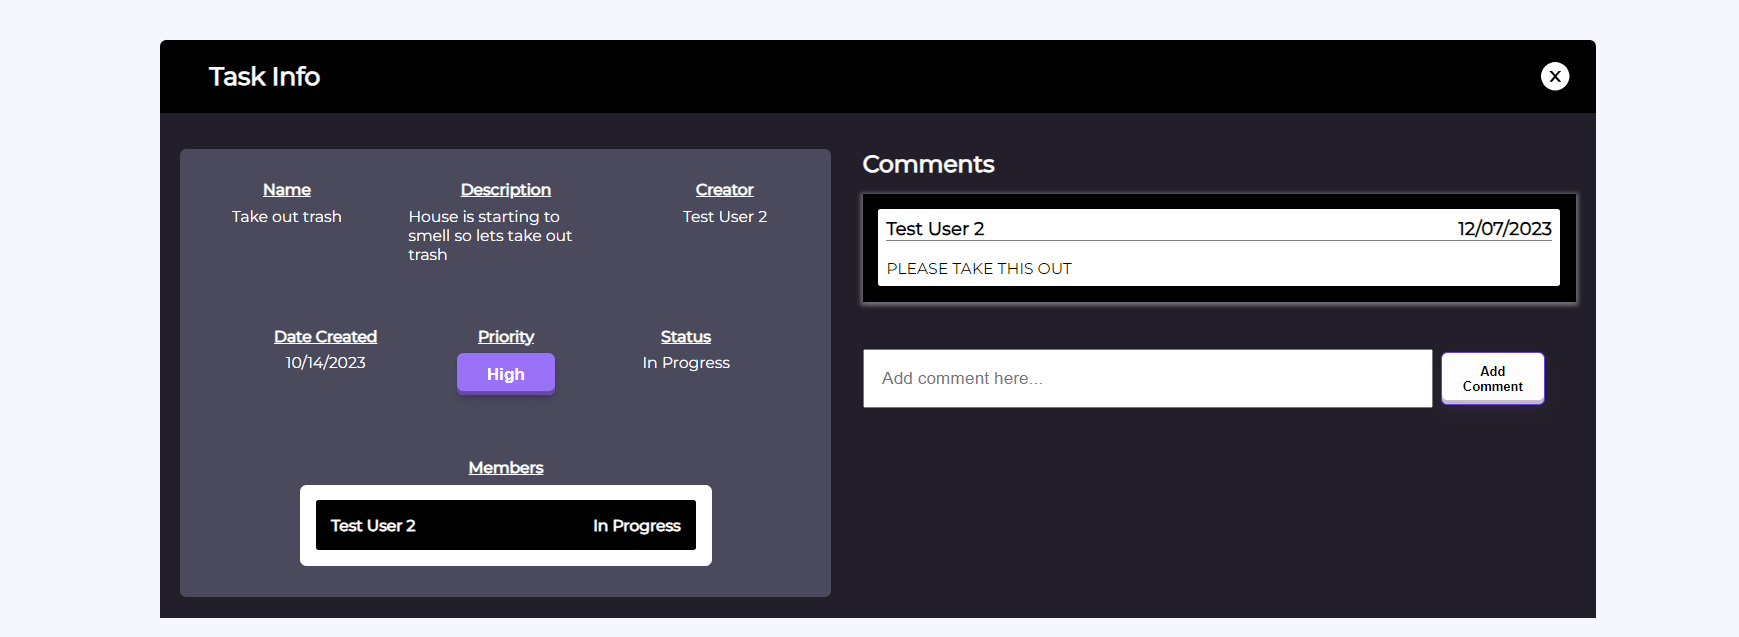 Task Info
X
Name
Take out trash
Description
House is starting to
smell so lets take out
trash
Creator
Test User 2
Date Created
10/14/2023
Priority
High
Status
In Progress
Members
Test User 2 In Progress
Comments
Test User 2 12/07/2023
PLEASE TAKE THIS OUT
Add comment here...
Add
Comment